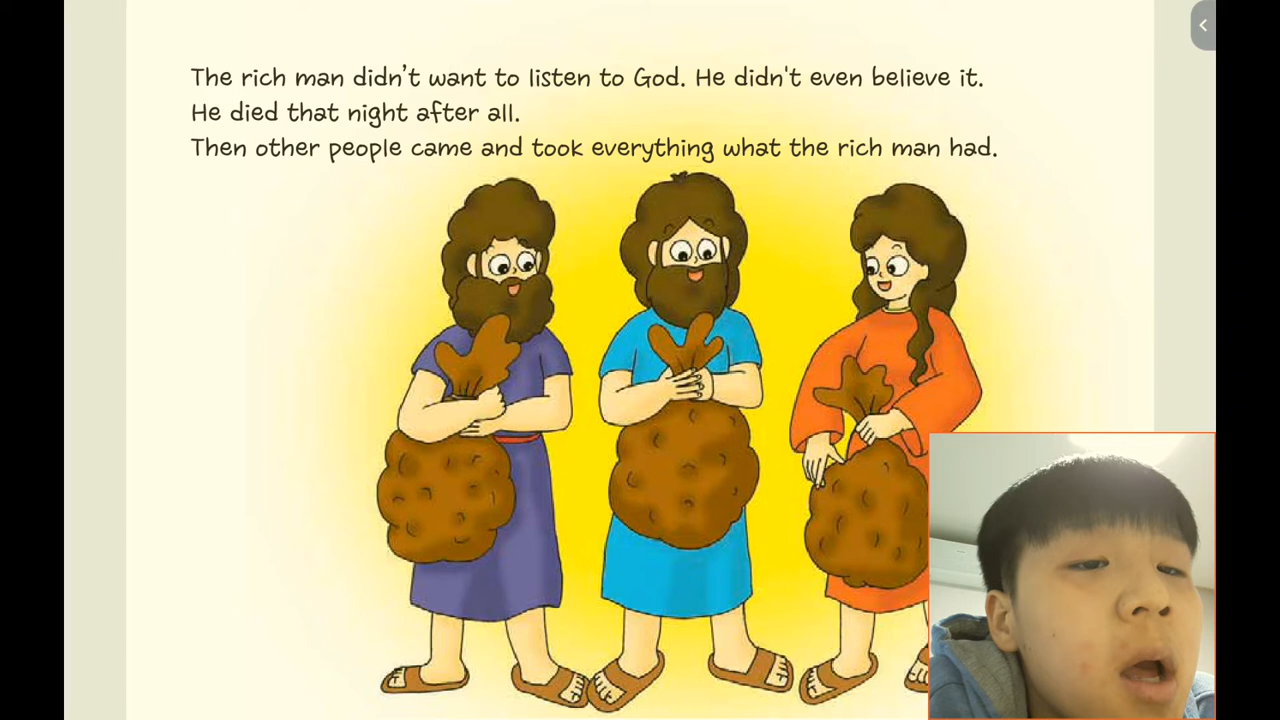 The rich man didn’t want to listen to God. He didn't even believe it.
He died that night after all.
Then other people came and took everything what the rich man had.